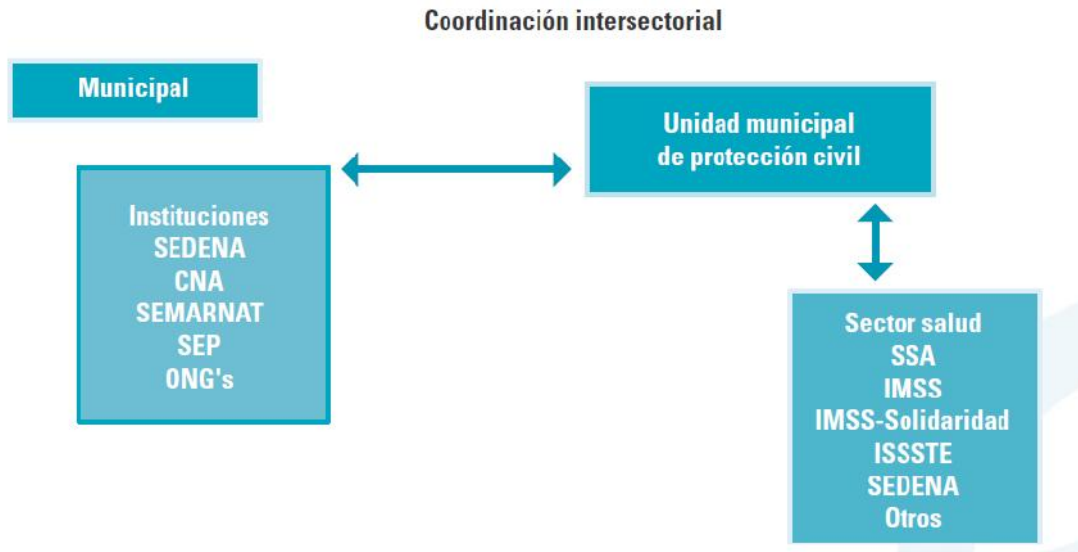 Coordinación intersectorial
Municipal
Unidad municipal
de protección civil
Instituciones
SEDENA
CNA
SEMARNAT
SEP
ONG's
Sector salud
SSA
IMSS
IMSS-Solidaridad
ISSSTE
SEDENA
Otros